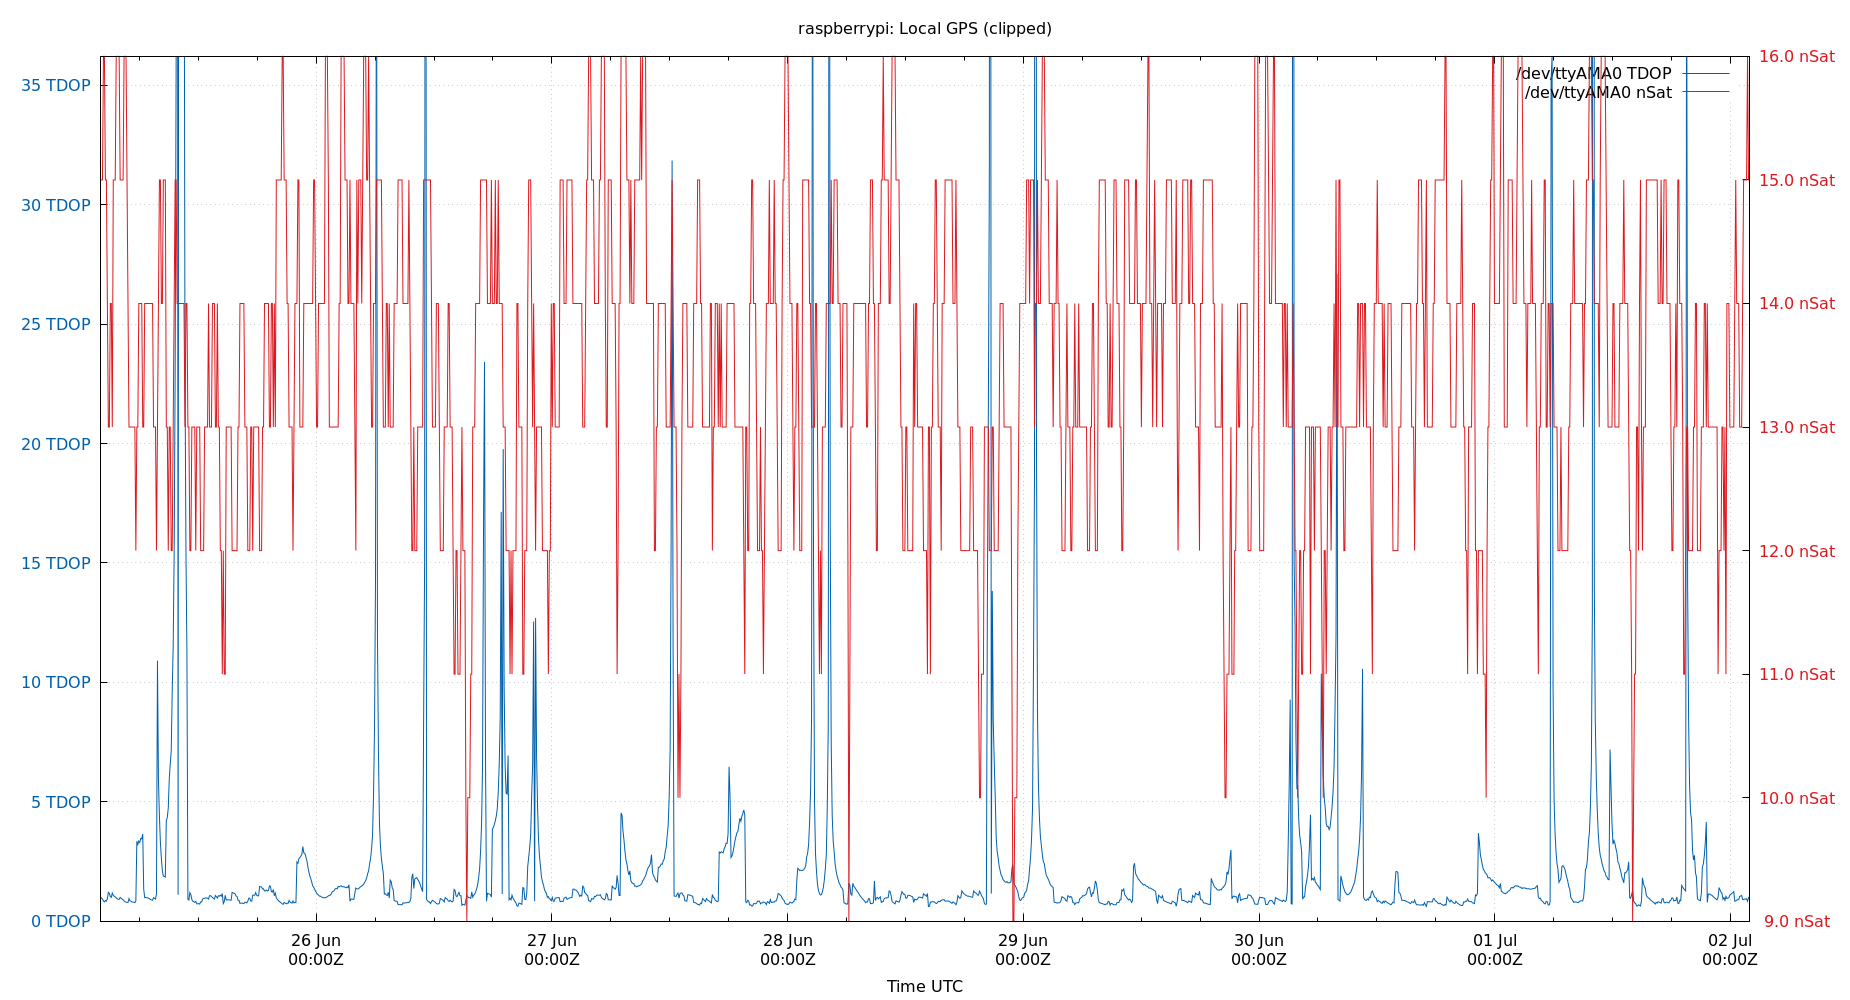 raspberrypi: Local GPS (clipped)
35 TDOP
30 TDOP
25 TDOP
20 TDOP
15 TDOP
10 TDOP
5 TDOP
0 TDOP
16.0 nSat
15.0 nSat
14.0 nSat
13.0 nSat
12.0 nSat
11.0 nSat
10.0 nSat
9.0 nSat
/dev/ttyAMA0 TDOP
/dev/ttyAMA0 nSat
26 Jun
00:00Z
27 Jun
00:00Z
28 Jun
00:00Z
29 Jun
00:00Z
30 Jun
00:00Z
01 Jul
00:00Z
02 Jul
00:00Z
Time UTC